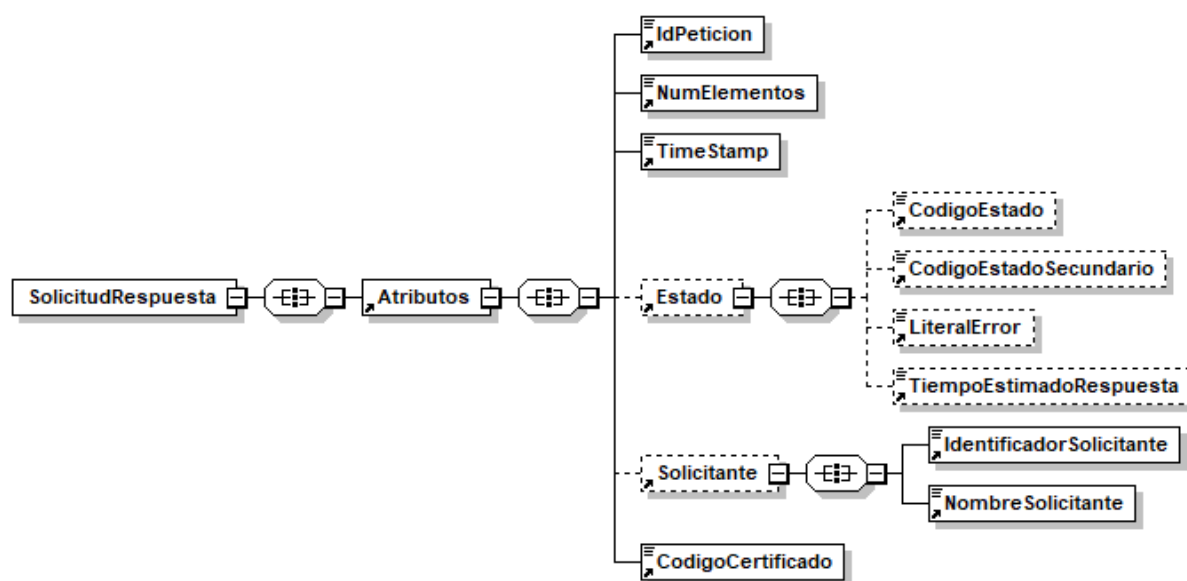 IdPeticion
NumElementos
TimeStamp
CodigoEstado
CodigoEstadoSecundario
SolicitudRespuesta
Atributos
Estado
LiteralError
TiempoEstimadoRespuesta
IdentificadorSolicitante
Solicitante
NombreSolicitante
CodigoCertificado